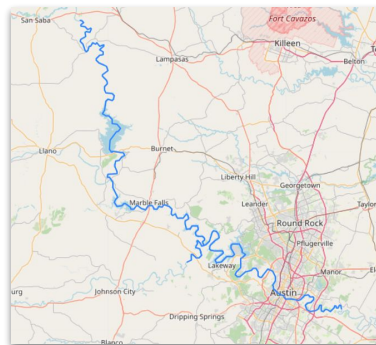 San Saba
Fort Cavazos
Killeen
Lampasas
Belton
Llano
Burnet
Liberty Hill
Georgetown
Marble Falls
Leander
Taylor
Round Rock
Pflugerville
Lakeway
Manor
Johnson City
Austin
Dripping Springs
Blanco